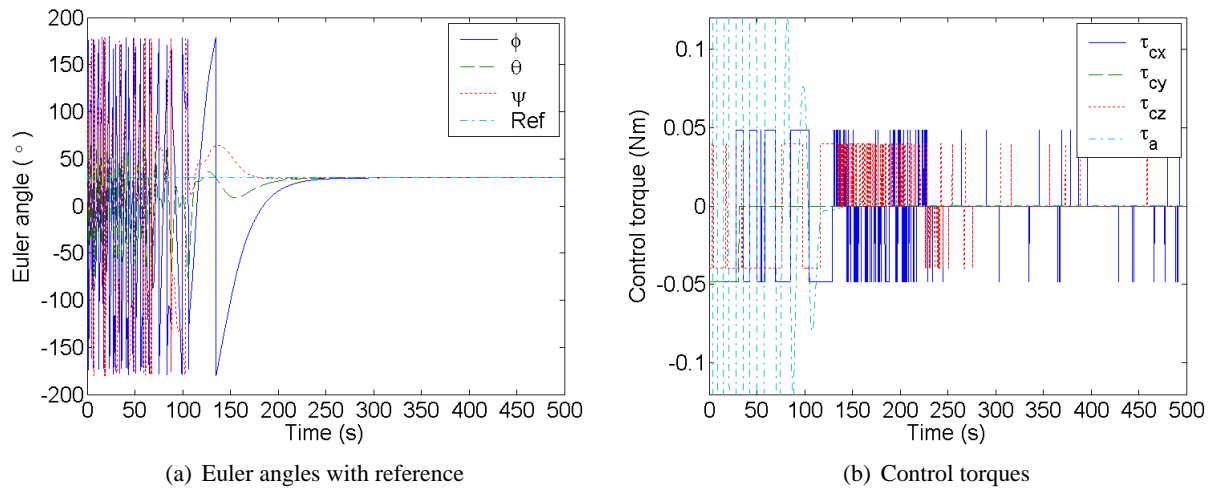 200
150
100
50
0
-50
-100
-150
-200
Euler angle ( ° )
φ
θ
ψ
Ref
0 50 100 150 200 250 300 350 400 450 500
Time (s)
(a) Euler angles with reference
0.1
0.05
0
-0.05
-0.1
Control torque (Nm)
τcx
τcy
τcz
τa
0 50 100 150 200 250 300 350 400 450 500
Time (s)
(b) Control torques